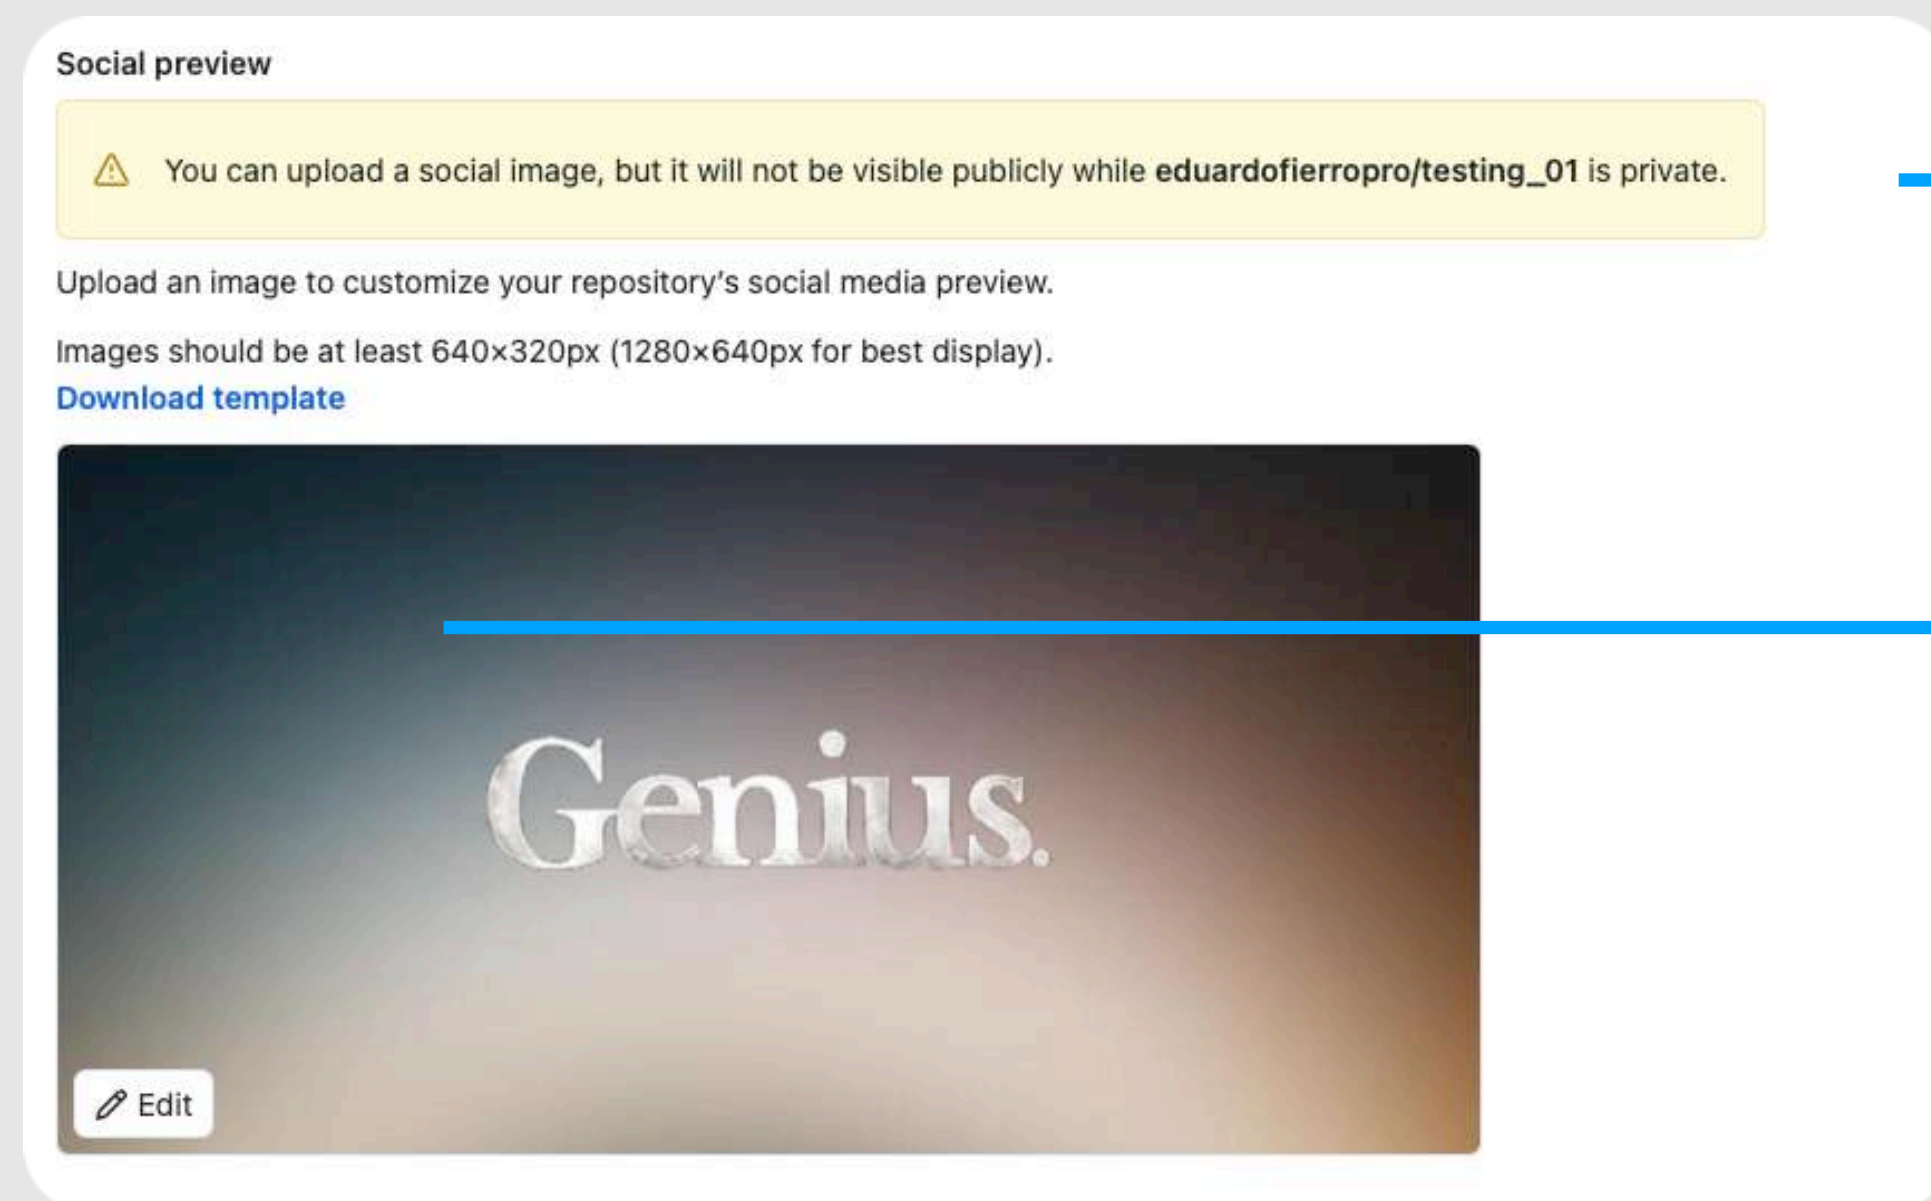 Social preview
You can upload a social image, but it will not be visible publicly while eduardofierropro/testing_01 is private.
Upload an image to customize your repository’s social media preview.
Images should be at least 640×320px (1280×640px for best display).
Download template
Genius.
Edit